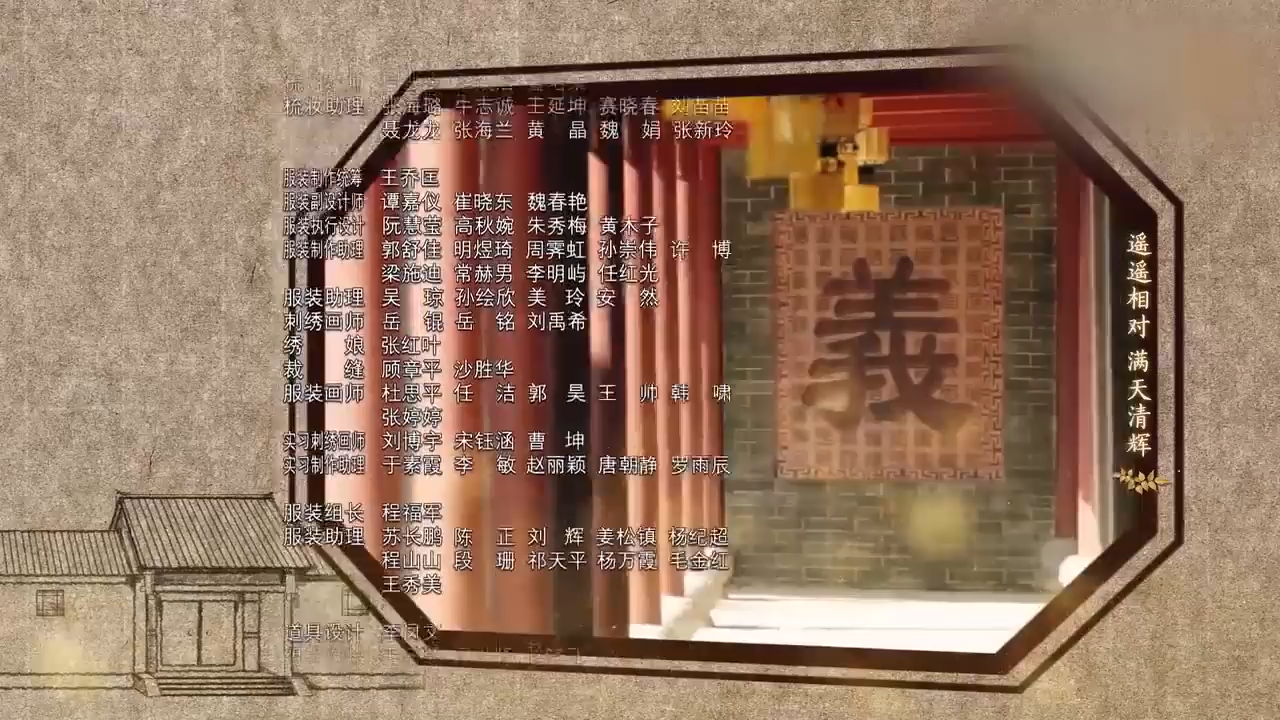 梳妆助理 张海璐 牛志诚 王延坤 赛晓春 刘苗苗
聂龙龙 张海兰 黄晶 魏娟 张新玲
服装制作统筹 王乔匡
服装副设计师 谭嘉仪 崔晓东 魏春艳
服装执行设计 阮慧莹 高秋婉 朱秀梅 黄木子
服装制作助理 郭舒佳 明煜琦 周霁虹 孙崇伟 许博
梁施迪 常赫男 李明屿 任红光
服装助理 吴琼 孙绘欣 美玲 安然
刺绣画师 岳锟 岳铭 刘禹希
绣娘 张红叶
裁缝 顾章平 沙胜华
服装画师 杜思平 任洁 郭昊 王帅 韩啸
张婷婷
实习刺绣画师 刘博宇 宋钰涵 曹坤
实习制作助理 于素霞 李敏 赵丽颖 唐朝静 罗雨辰
服装组长 程福军
服装助理 苏长鹏 陈正 刘辉 姜松镇 杨纪超
程山山 段珊 祁天平 杨万霞 毛金红
王秀美
道具设计 李凤文
義
遥遥相对 满天清辉